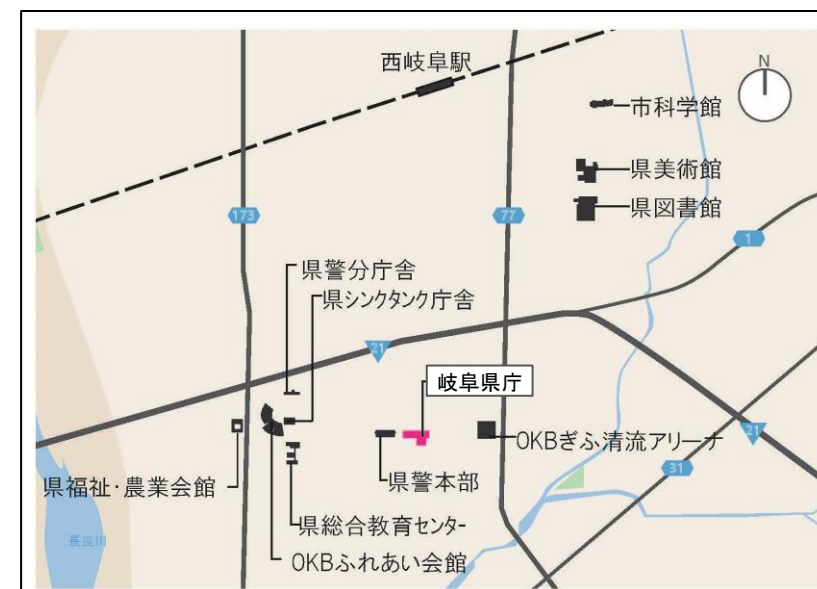 西岐阜駅
N
市科学館
県美術館
県図書館
173
77
1
県警分庁舎
県シンクタンク庁舎
21
岐阜県庁
OKBぎふ清流アリーナ
21
31
県福祉・農業会館
県警本部
県総合教育センター
長良川
OKBふれあい会館